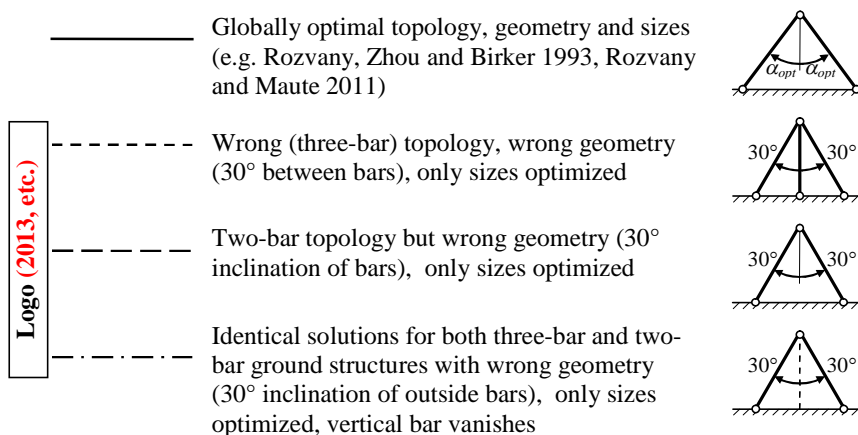 Globally optimal topology, geometry and sizes
(e.g. Rozvany, Zhou and Birker 1993, Rozvany
and Maute 2011)
α_opt α_opt
Logo (2013, etc.)
Wrong (three-bar) topology, wrong geometry
(30° between bars), only sizes optimized
30° 30°
Two-bar topology but wrong geometry (30°
inclination of bars), only sizes optimized
30° 30°
Identical solutions for both three-bar and two-
bar ground structures with wrong geometry
(30° inclination of outside bars), only sizes
optimized, vertical bar vanishes
30° 30°